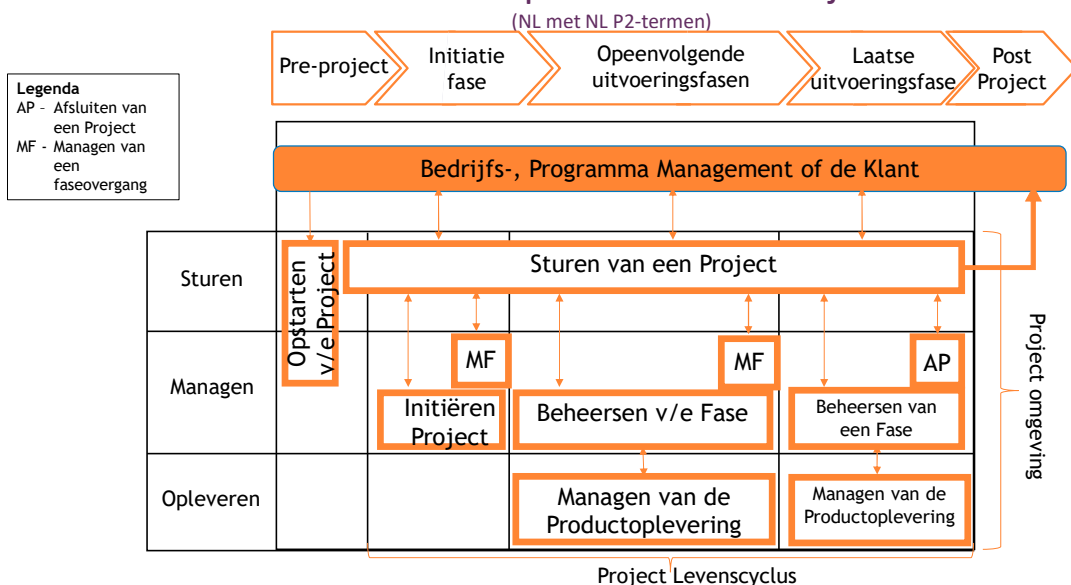 (NL met NL P2-termen)
Pre-project
Initiatie
fase
Opeenvolgende
uitvoeringsfasen
Laatse
uitvoeringsfase
Post
Project
Legenda
AP - Afsluiten van
een Project
MF - Managen van
een
faseovergang
Bedrijfs-, Programma Management of de Klant
Sturen
Opstarten
v/e Project
Sturen van een Project
Managen
MF
MF
AP
Initiëren
Project
Beheersen v/e Fase
Beheersen van
een Fase
Opleveren
Managen van de
Productoplevering
Managen van de
Productoplevering
Project omgeving
Project Levenscyclus